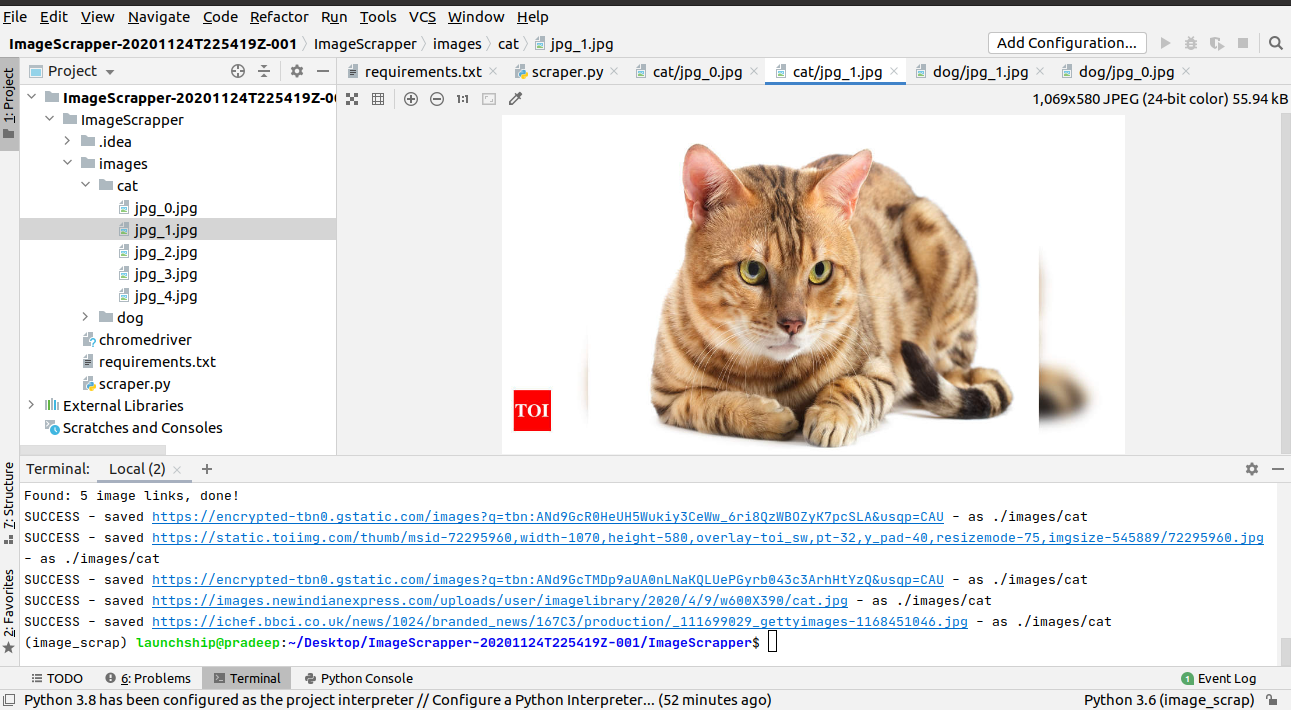 File Edit View Navigate Code Refactor Run Tools VCS Window Help
ImageScrapper-20201124T225419Z-001 ImageScrapper images cat jpg_1.jpg Add Configuration...
1: Project
Project
requirements.txt scraper.py cat/jpg_0.jpg cat/jpg_1.jpg dog/jpg_1.jpg dog/jpg_0.jpg
1:1 1,069x580 JPEG (24-bit color) 55.94 kB
ImageScrapper-20201124T225419Z-0
ImageScrapper
.idea
images
cat
jpg_0.jpg
jpg_1.jpg
jpg_2.jpg
jpg_3.jpg
jpg_4.jpg
dog
chromedriver
requirements.txt
scraper.py
External Libraries
Scratches and Consoles
TOI
7: Structure
2: Favorites
Terminal: Local (2)
Found: 5 image links, done!
SUCCESS - saved https://encrypted-tbn0.gstatic.com/images?q=tbn:ANd9GcR0HeUH5Wukiy3CeWw_6ri8QzWBOZyK7pcSLA&usqp=CAU - as ./images/cat
SUCCESS - saved https://static.toiimg.com/thumb/msid-72295960,width-1070,height-580,overlay-toi_sw,pt-32,y_pad-40,resizemode-75,imgsize-545889/72295960.jpg
- as ./images/cat
SUCCESS - saved https://encrypted-tbn0.gstatic.com/images?q=tbn:ANd9GcTMDp9aUA0nLNaKQLUePGyrb043c3ArhHtYzQ&usqp=CAU - as ./images/cat
SUCCESS - saved https://images.newindianexpress.com/uploads/user/imagelibrary/2020/4/9/w600X390/cat.jpg - as ./images/cat
SUCCESS - saved https://ichef.bbci.co.uk/news/1024/branded_news/167C3/production/_111699029_gettyimages-1168451046.jpg - as ./images/cat
(image_scrap) launchship@pradeep:~/Desktop/ImageScrapper-20201124T225419Z-001/ImageScrapper$
TODO 6: Problems Terminal Python Console 1 Event Log
Python 3.8 has been configured as the project interpreter // Configure a Python Interpreter... (52 minutes ago) Python 3.6 (image_scrap)